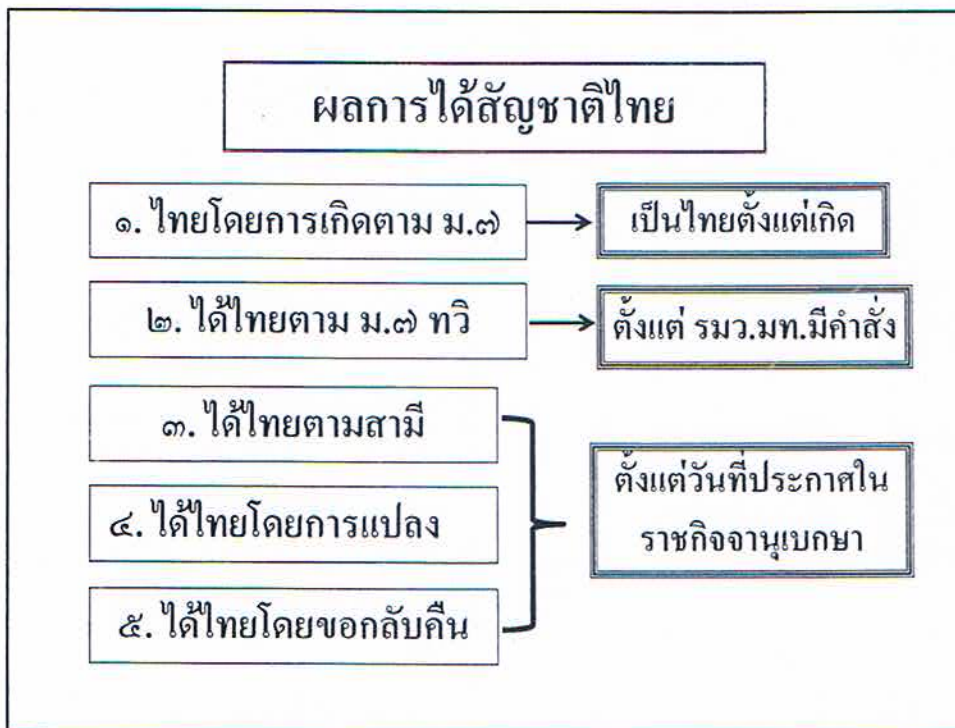 ผลการได้สัญชาติไทย
๑. ไทยโดยการเกิดตาม ม.๗
เป็นไทยตั้งแต่เกิด
๒. ได้ไทยตาม ม.๗ ทวิ
ตั้งแต่ รมว.มท.มีคำสั่ง
๓. ได้ไทยตามสามี
๔. ได้ไทยโดยการแปลง
๕. ได้ไทยโดยขอกลับคืน
ตั้งแต่วันที่ประกาศใน
ราชกิจจานุเบกษา